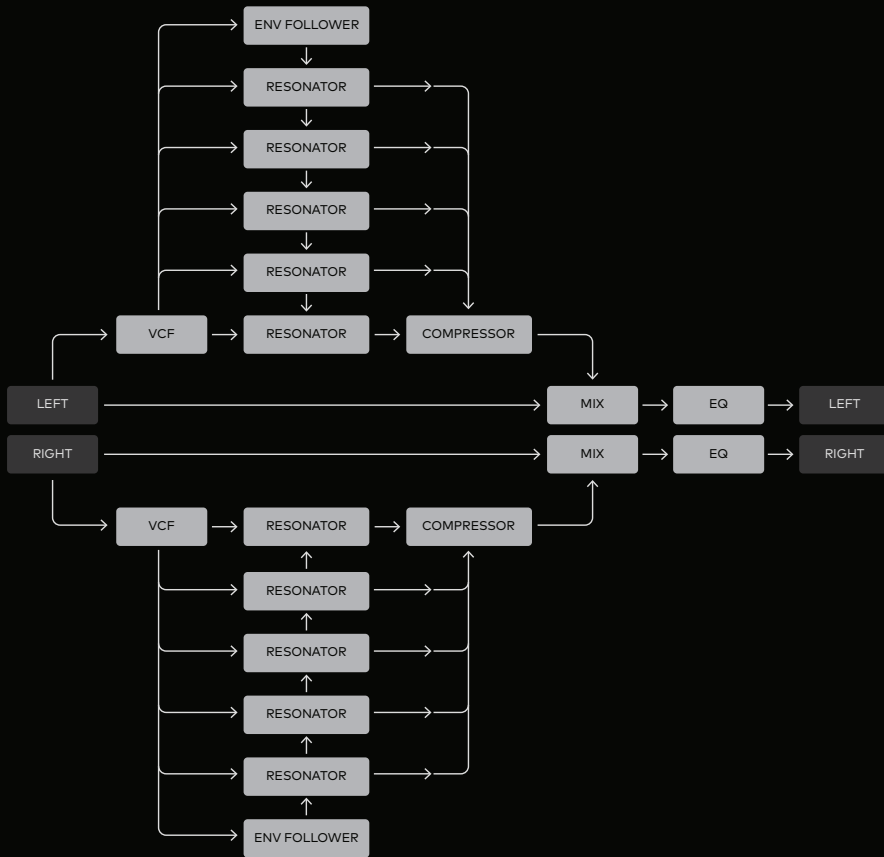 ENV FOLLOWER
RESONATOR
RESONATOR
RESONATOR
RESONATOR
VCF RESONATOR COMPRESSOR
LEFT MIX EQ LEFT
RIGHT MIX EQ RIGHT
VCF RESONATOR COMPRESSOR
RESONATOR
RESONATOR
RESONATOR
RESONATOR
ENV FOLLOWER